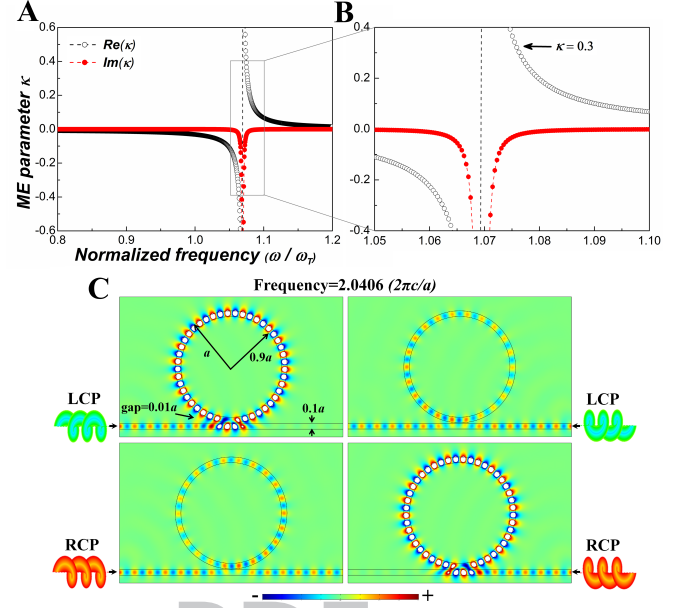 A
B
ME parameter κ
0.6
0.4
0.2
0.0
-0.2
-0.4
-0.6
Re(κ)
Im(κ)
0.8
0.9
1.0
1.1
1.2
Normalized frequency (ω / ωT)
0.4
0.2
0.0
-0.2
-0.4
κ = 0.3
1.05
1.06
1.07
1.08
1.09
1.10
C
Frequency=2.0406 (2πc/a)
a
0.9a
gap=0.01a
0.1a
LCP
LCP
RCP
RCP
- +